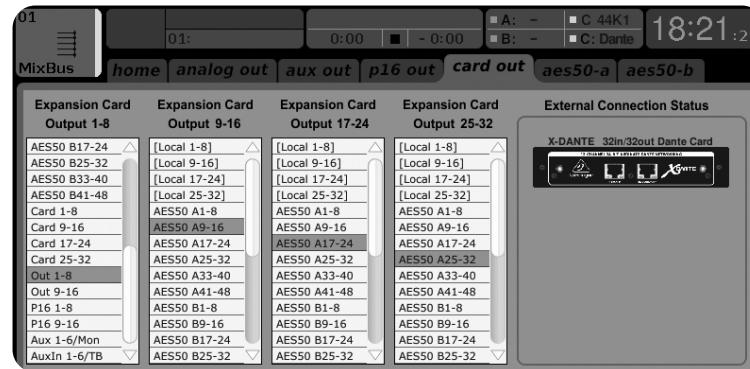 01
MixBus
01:
0:00
- 0:00
A: -
B: -
C 44K1
C: Dante
18:21
:2
home
analog out
aux out
p16 out
card out
aes50-a
aes50-b
Expansion Card
Output 1-8
AES50 B17-24
AES50 B25-32
AES50 B33-40
AES50 B41-48
Card 1-8
Card 9-16
Card 17-24
Card 25-32
Out 1-8
Out 9-16
P16 1-8
P16 9-16
Aux 1-6/Mon
AuxIn 1-6/TB
Expansion Card
Output 9-16
[Local 1-8]
[Local 9-16]
[Local 17-24]
[Local 25-32]
AES50 A1-8
AES50 A9-16
AES50 A17-24
AES50 A25-32
AES50 A33-40
AES50 A41-48
AES50 B1-8
AES50 B9-16
AES50 B17-24
AES50 B25-32
Expansion Card
Output 17-24
[Local 1-8]
[Local 9-16]
[Local 17-24]
[Local 25-32]
AES50 A1-8
AES50 A9-16
AES50 A17-24
AES50 A25-32
AES50 A33-40
AES50 A41-48
AES50 B1-8
AES50 B9-16
AES50 B17-24
AES50 B25-32
Expansion Card
Output 25-32
[Local 1-8]
[Local 9-16]
[Local 17-24]
[Local 25-32]
AES50 A1-8
AES50 A9-16
AES50 A17-24
AES50 A25-32
AES50 A33-40
AES50 A41-48
AES50 B1-8
AES50 B9-16
AES50 B17-24
AES50 B25-32
External Connection Status
X-DANTE 32in/32out Dante Card